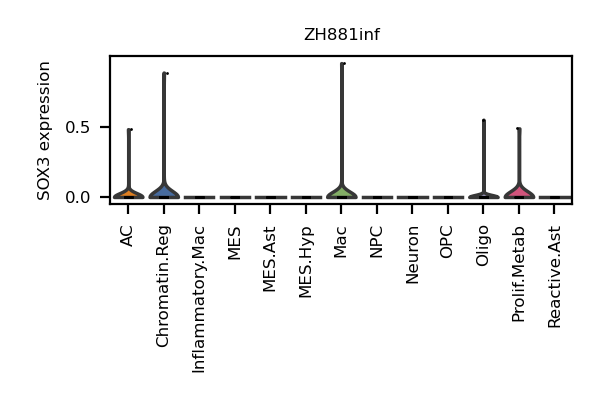 ZH881inf
SOX3 expression
0.5
0.0
AC
Chromatin.Reg
Inflammatory.Mac
MES
MES.Ast
MES.Hyp
Mac
NPC
Neuron
OPC
Oligo
Prolif.Metab
Reactive.Ast